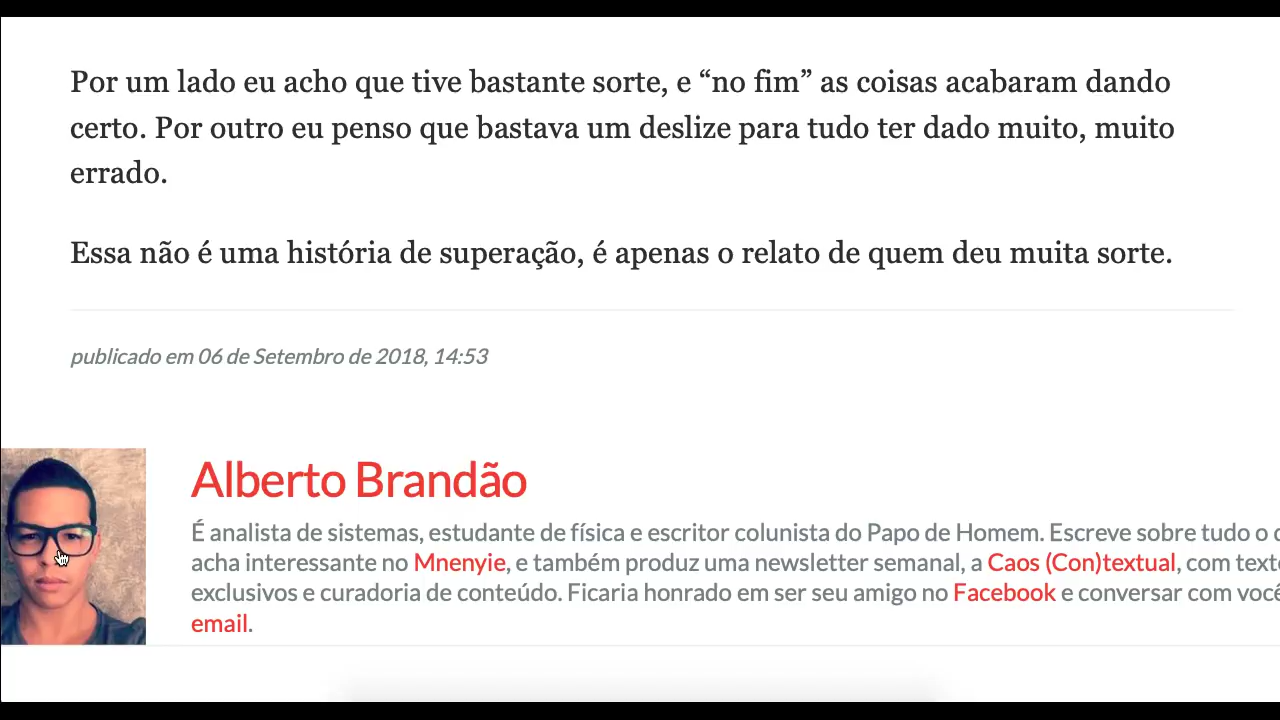 Por um lado eu acho que tive bastante sorte, e “no fim” as coisas acabaram dando
certo. Por outro eu penso que bastava um deslize para tudo ter dado muito, muito
errado.
Essa não é uma história de superação, é apenas o relato de quem deu muita sorte.
publicado em 06 de Setembro de 2018, 14:53
Alberto Brandão
É analista de sistemas, estudante de física e escritor colunista do Papo de Homem. Escreve sobre tudo o
acha interessante no Mnenyie, e também produz uma newsletter semanal, a Caos (Con)textual, com
exclusivos e curadoria de conteúdo. Ficaria honrado em ser seu amigo no Facebook e conversar com você
email.